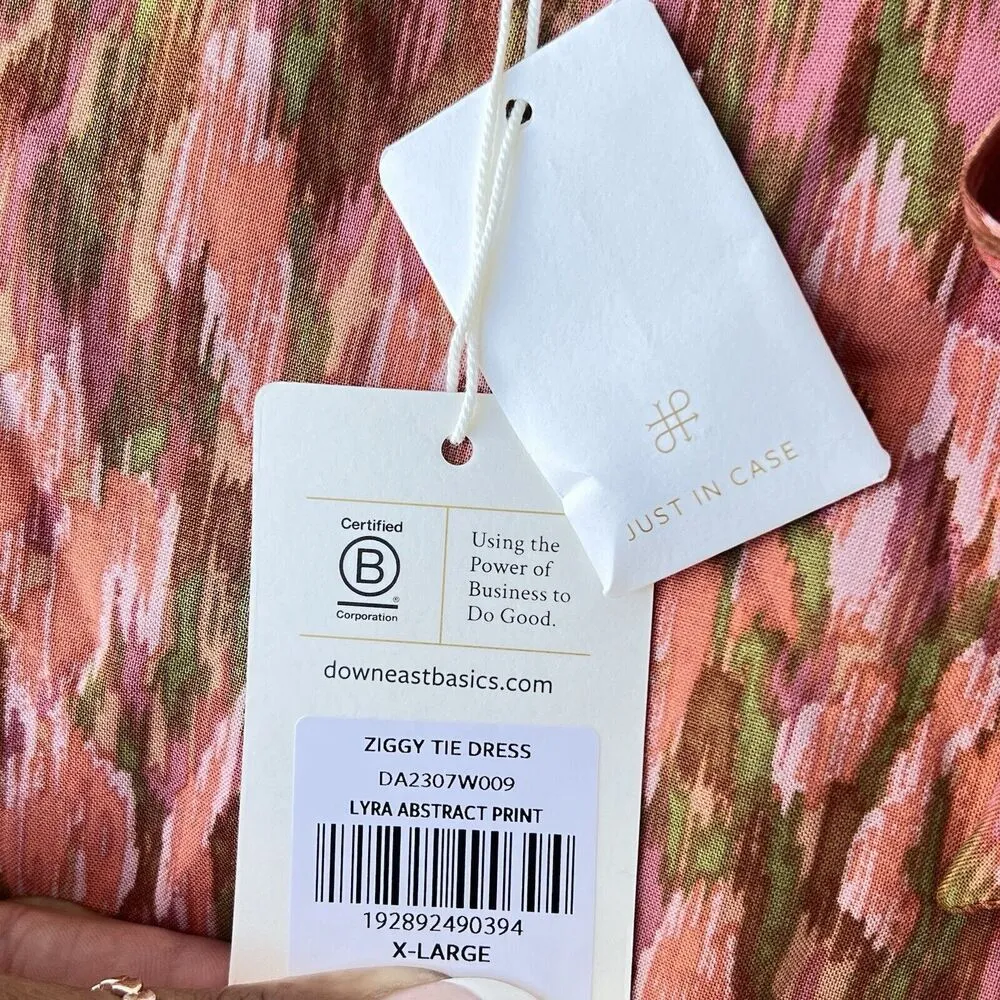 JUST IN CASE
Certified
B
®
Corporation
Using the
Power of
Business to
Do Good.
downeastbasics.com
ZIGGY TIE DRESS
DA2307W009
LYRA ABSTRACT PRINT
192892490394
X-LARGE